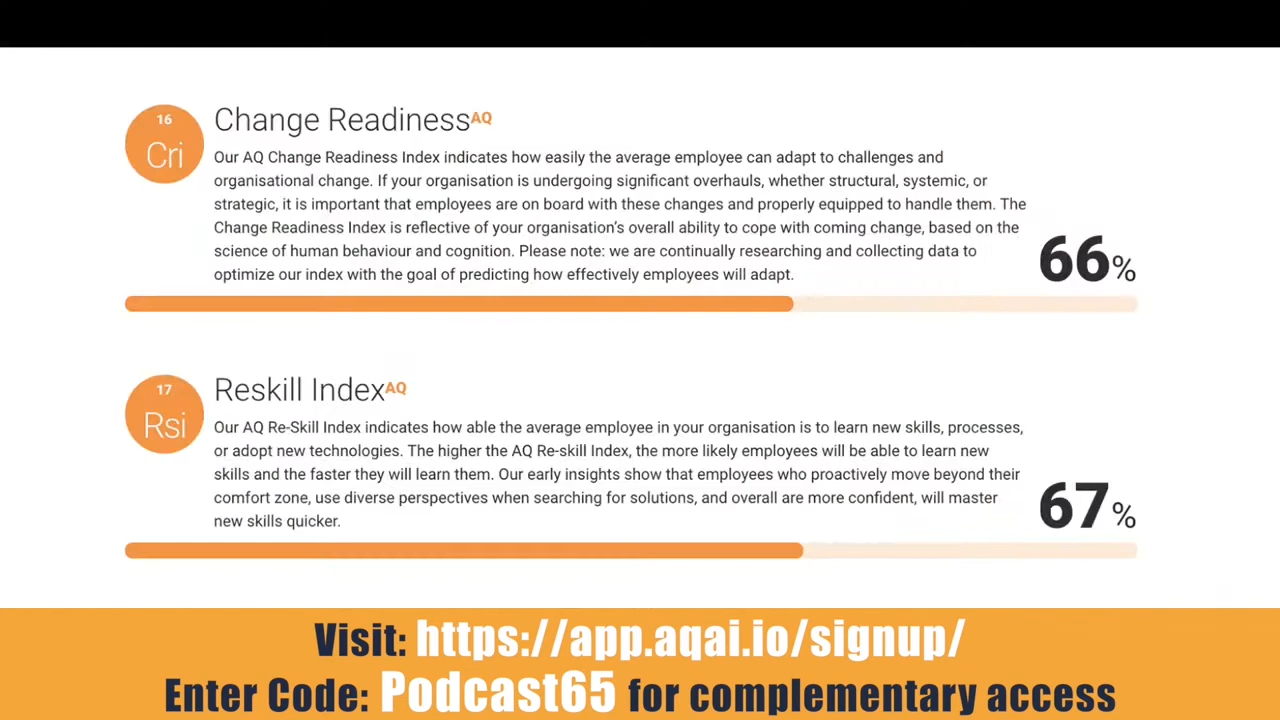 16
Cri
Change ReadinessAQ
Our AQ Change Readiness Index indicates how easily the average employee can adapt to challenges and
organisational change. If your organisation is undergoing significant overhauls, whether structural, systemic, or
strategic, it is important that employees are on board with these changes and properly equipped to handle them. The
Change Readiness Index is reflective of your organisation's overall ability to cope with coming change, based on the
science of human behaviour and cognition. Please note: we are continually researching and collecting data to
optimize our index with the goal of predicting how effectively employees will adapt.
66%
17
Rsi
Reskill IndexAQ
Our AQ Re-Skill Index indicates how able the average employee in your organisation is to learn new skills, processes,
or adopt new technologies. The higher the AQ Re-skill Index, the more likely employees will be able to learn new
skills and the faster they will learn them. Our early insights show that employees who proactively move beyond their
comfort zone, use diverse perspectives when searching for solutions, and overall are more confident, will master
new skills quicker.
67%
Visit: https://app.aqai.io/signup/
Enter Code: Podcast65 for complementary access